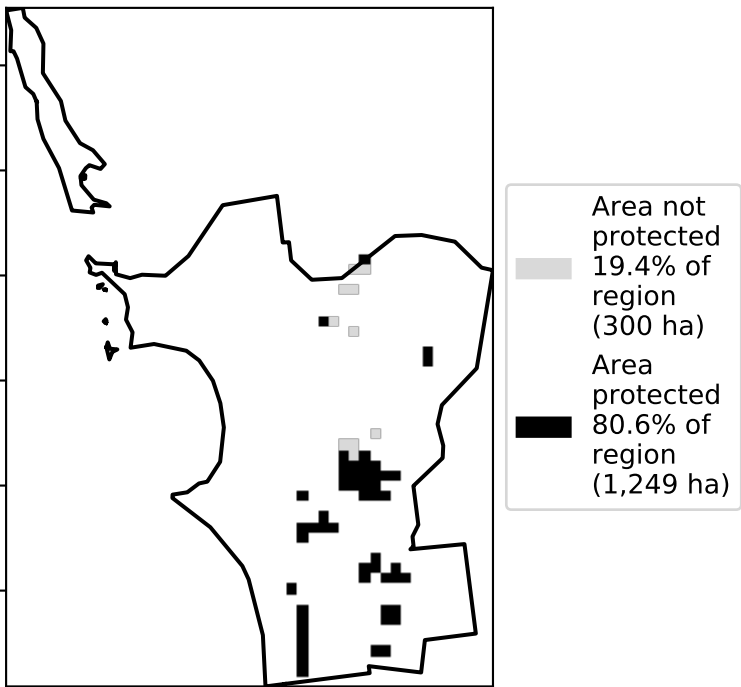 Area not
protected
19.4% of
region
(300 ha)
Area
protected
80.6% of
region
(1,249 ha)